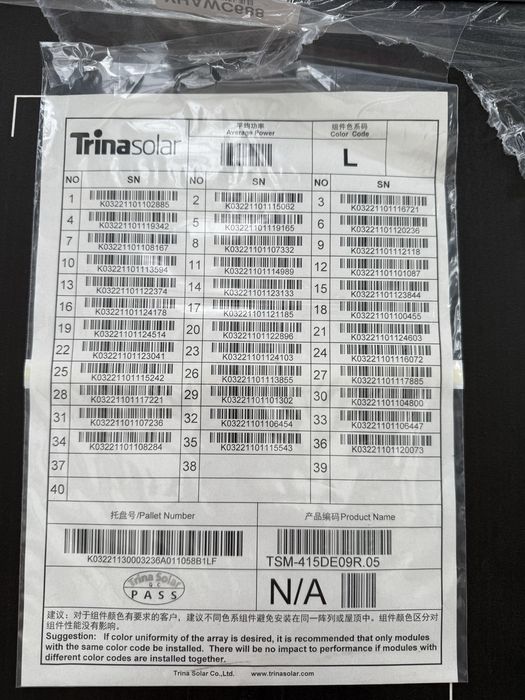 XHAWC688
Trinasolar
平均功率
Average Power
组件色系码
Color Code
L
NO SN NO SN NO SN
1 K03221101102885 2 K03221101115062 3 K03221101116721
4 K03221101119342 5 K03221101119165 6 K03221101120236
7 K03221101108167 8 K03221101107332 9 K03221101112118
10 K03221101113594 11 K03221101114989 12 K03221101101087
13 K03221101122374 14 K03221101123133 15 K03221101123844
16 K03221101124178 17 K03221101121185 18 K03221101100455
19 K03221101124514 20 K03221101122896 21 K03221101124603
22 K03221101123041 23 K03221101124103 24 K03221101116072
25 K03221101115242 26 K03221101113855 27 K03221101117885
28 K03221101117221 29 K03221101101302 30 K03221101104800
31 K03221101107236 32 K03221101106454 33 K03221101106447
34 K03221101108284 35 K03221101115543 36 K03221101120073
37 38 39
40
托盘号/Pallet Number
产品编码Product Name
K03221130003236A011058B1LF
TSM-415DE09R.05
Trina Solar
QC
PASS
N/A
建议：对于组件颜色有要求的客户，建议不同色系组件避免安装在同一阵列或屋顶中。组件颜色区分对
组件性能没有影响。
Suggestion: If color uniformity of the array is desired, it is recommended that only modules
with the same color code be installed. There will be no impact to performance if modules with
different color codes are installed together.
Trina Solar Co.,Ltd. www.trinasolar.com